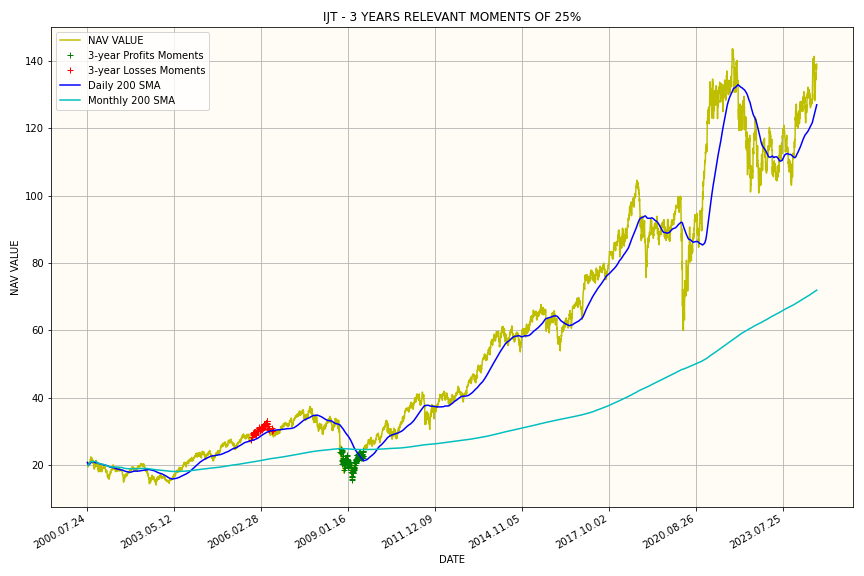 IJT - 3 YEARS RELEVANT MOMENTS OF 25%
NAV VALUE
3-year Profits Moments
3-year Losses Moments
Daily 200 SMA
Monthly 200 SMA
NAV VALUE
140
120
100
80
60
40
20
2000.07.24
2003.05.12
2006.02.28
2009.01.16
2011.12.09
2014.11.05
2017.10.02
2020.08.26
2023.07.25
DATE